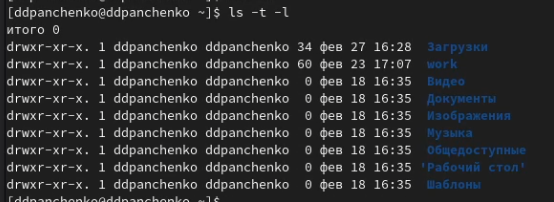 [ddpanchenko@ddpanchenko ~]$ ls -t -l
итого 0
drwxr-xr-x. 1 ddpanchenko ddpanchenko 34 фев 27 16:28 Загрузки
drwxr-xr-x. 1 ddpanchenko ddpanchenko 60 фев 23 17:07 work
drwxr-xr-x. 1 ddpanchenko ddpanchenko 0 фев 18 16:35 Видео
drwxr-xr-x. 1 ddpanchenko ddpanchenko 0 фев 18 16:35 Документы
drwxr-xr-x. 1 ddpanchenko ddpanchenko 0 фев 18 16:35 Изображения
drwxr-xr-x. 1 ddpanchenko ddpanchenko 0 фев 18 16:35 Музыка
drwxr-xr-x. 1 ddpanchenko ddpanchenko 0 фев 18 16:35 Общедоступные
drwxr-xr-x. 1 ddpanchenko ddpanchenko 0 фев 18 16:35 'Рабочий стол'
drwxr-xr-x. 1 ddpanchenko ddpanchenko 0 фев 18 16:35 Шаблоны
[ddpanchenko@ddpanchenko ~]$